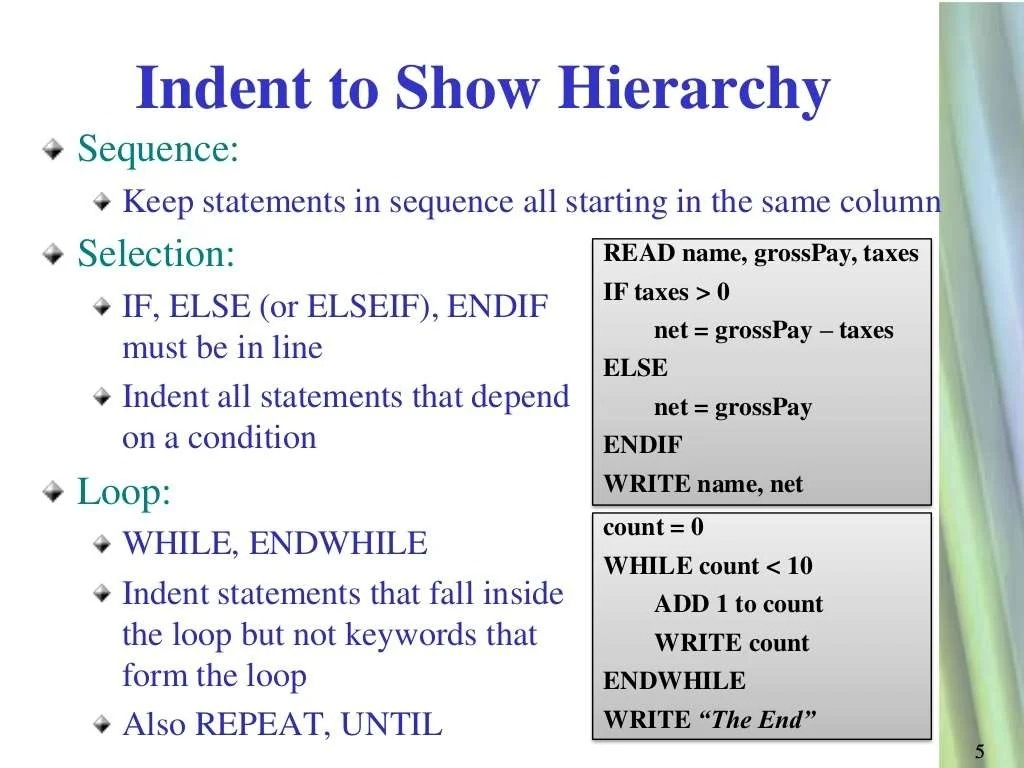 Indent to Show Hierarchy
Sequence:
Keep statements in sequence all starting in the same column
Selection:
IF, ELSE (or ELSEIF), ENDIF
must be in line
Indent all statements that depend
on a condition
Loop:
WHILE, ENDWHILE
Indent statements that fall inside
the loop but not keywords that
form the loop
Also REPEAT, UNTIL
READ name, grossPay, taxes
IF taxes > 0
net = grossPay – taxes
ELSE
net = grossPay
ENDIF
WRITE name, net
count = 0
WHILE count < 10
ADD 1 to count
WRITE count
ENDWHILE
WRITE “The End”
5